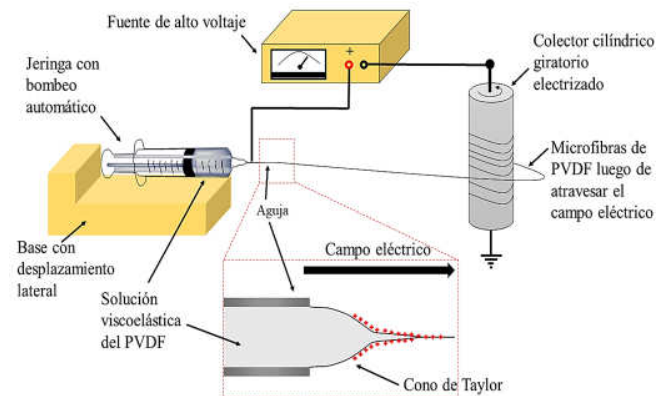 Fuente de alto voltaje
+
Jeringa con
bombeo
automático
Colector cilíndrico
giratorio
electrizado
Microfibras de
PVDF luego de
atravesar el
campo eléctrico
Aguja
Base con
desplazamiento
lateral
Solución
viscoelástica
del PVDF
Campo eléctrico
Cono de Taylor